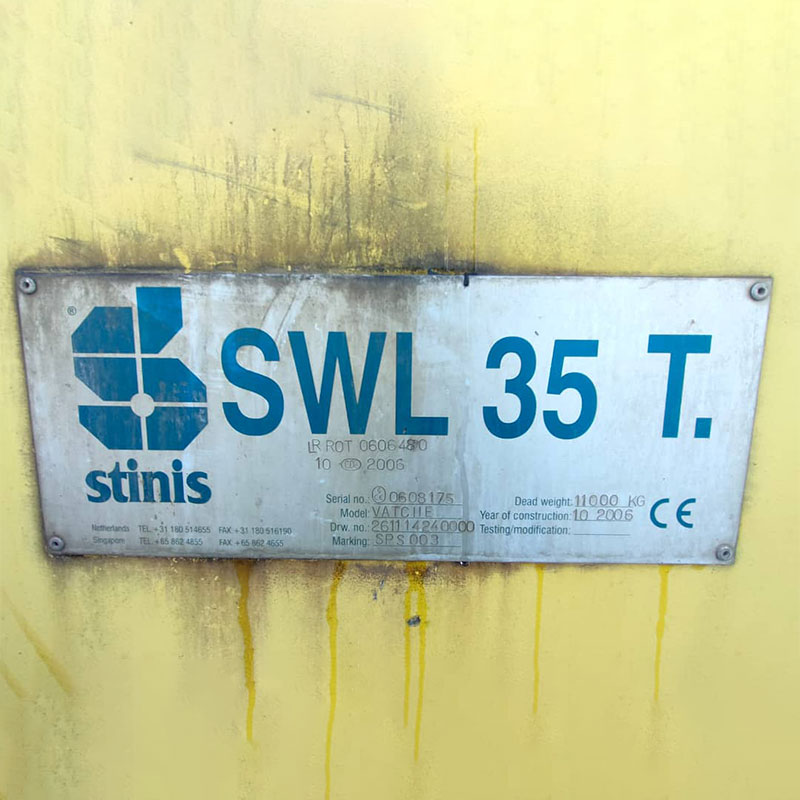 ®
SWL 35 T.
stinis
LR ROT 0606480
10 2006
Serial no. 0608175
Model: VATCHE
Drw. no.: 261114240000
Marking: SPS 003
Dead weight: 11000 KG
Year of construction: 10 2006
Testing/modification:
CE
Netherlands TEL. +31 180 514655 FAX +31 180 516190
Singapore TEL. +65 862 4655 FAX +65 862 4655